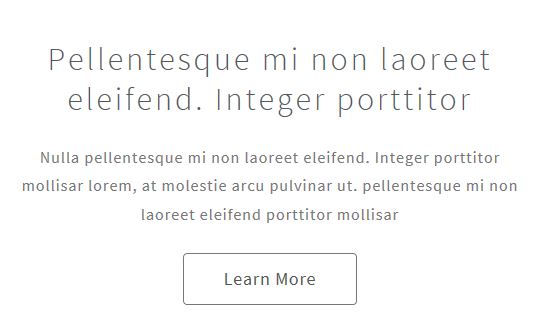 Pellentesque mi non laoreet
eleifend. Integer porttitor
Nulla pellentesque mi non laoreet eleifend. Integer porttitor
mollisar lorem, at molestie arcu pulvinar ut. pellentesque mi non
laoreet eleifend porttitor mollisar
Learn More